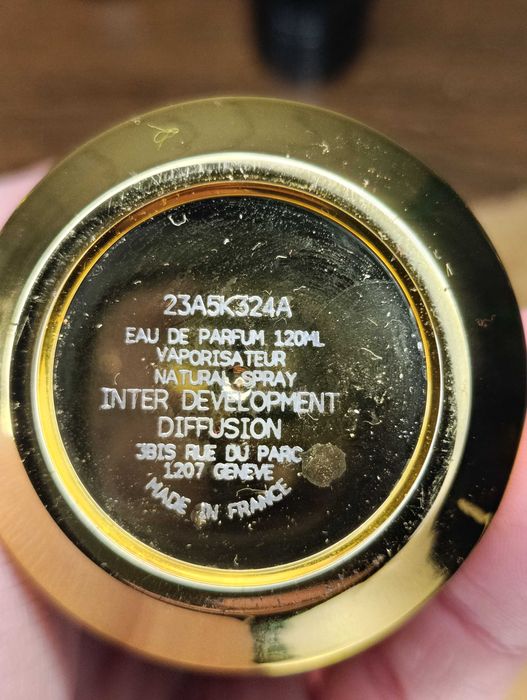 23A5K324A
EAU DE PARFUM 120ML
VAPORISATEUR
NATURAL SPRAY
INTER DEVELOPMENT
DIFFUSION
3BIS RUE DU PARC
1207 GENEVE
MADE IN FRANCE